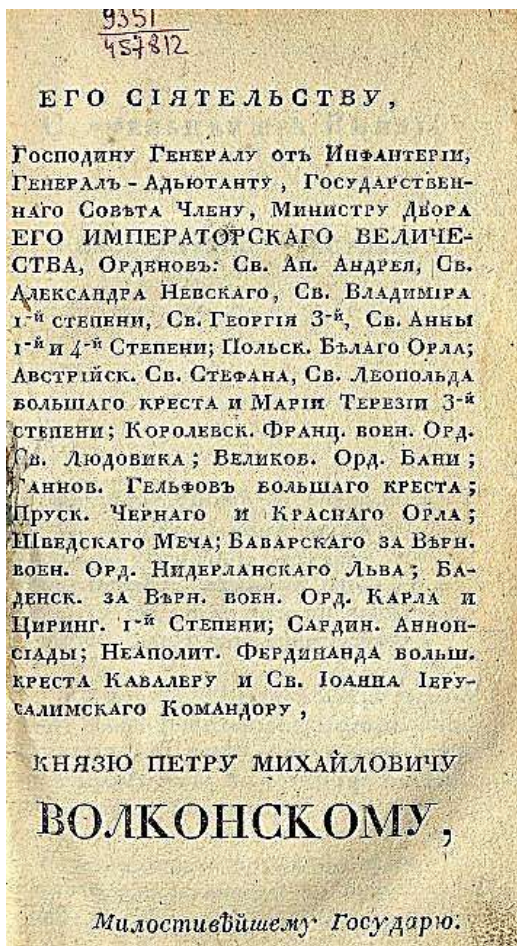 9351
457812
ЕГО СІЯТЕЛЬСТВУ,
Господину Генералу отъ Инфантеріи,
Генералъ-Адьютанту, Государствен-
наго Совѣта Члену, Министру Двора
ЕГО ИМПЕРАТОРСКАГО ВЕЛИЧЕ-
СТВА, Орденовъ: Св. Ап. Андрея, Св.
Александра Невскаго, Св. Владиміра
1-й степени, Св. Георгія 3-й, Св. Анны
1-й и 4-й Степени; Польск. Бѣлаго Орла;
Австрійск. Св. Стефана, Св. Леопольда
большаго креста и Маріи Терезіи 3-й
степени; Королевск. Франц. воен. Орд.
Св. Людовика; Великов. Орд. Бани;
Ганнов. Гельфовъ большаго креста;
Пруск. Чернаго и Краснаго Орла;
Шведскаго Меча; Баварскаго за Вѣрн.
воен. Орд. Нидерланскаго Льва; Ба-
денск. за Вѣрн. воен. Орд. Карла и
Циринг. 1-й Степени; Сардин. Аннон-
сіады; Неаполит. Фердинанда больш.
креста Кавалеру и Св. Іоанна Іеру-
салимскаго Командору,
КНЯЗЮ ПЕТРУ МИХАЙЛОВИЧУ
ВОЛКОНСКОМУ,
Милостивѣйшему Государю.